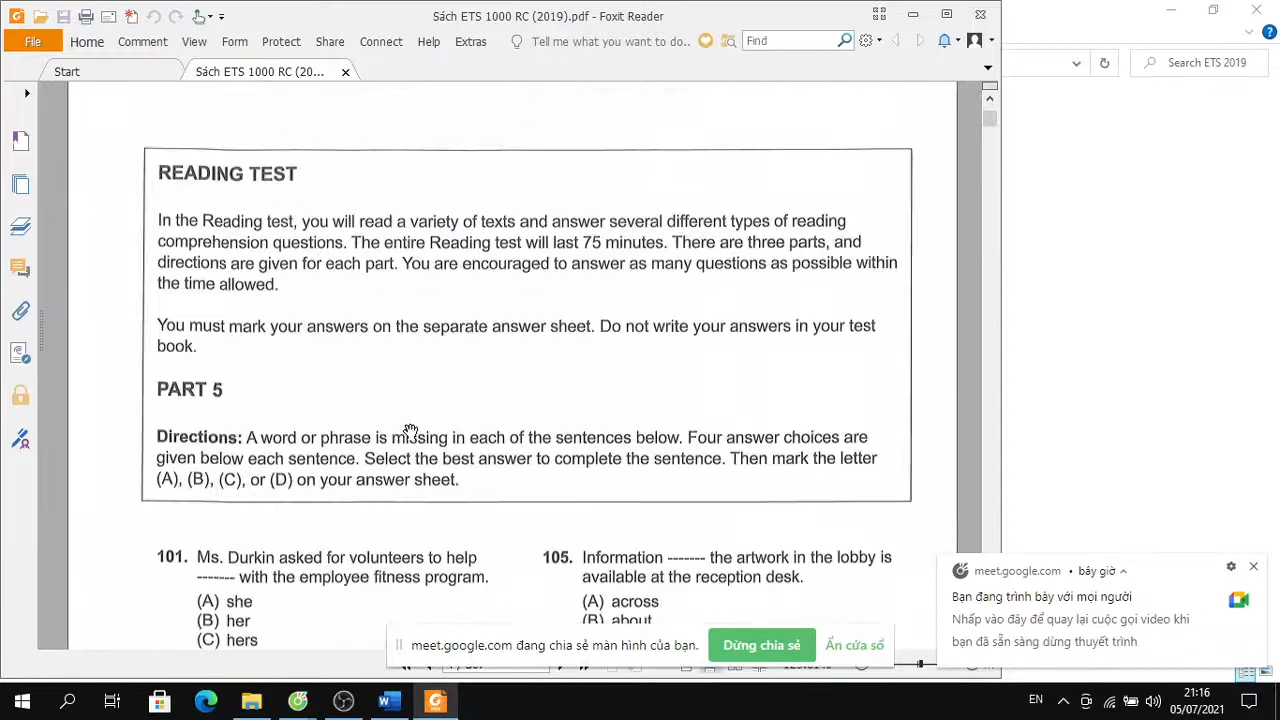 Sách ETS 1000 RC (2019).pdf - Foxit Reader
File Home Comment View Form Protect Share Connect Help Extras Tell me what you want to do.. Find
Search ETS 2019
Start
Sách ETS 1000 RC (20...
READING TEST
In the Reading test, you will read a variety of texts and answer several different types of reading
comprehension questions. The entire Reading test will last 75 minutes. There are three parts, and
directions are given for each part. You are encouraged to answer as many questions as possible within
the time allowed.
You must mark your answers on the separate answer sheet. Do not write your answers in your test
book.
PART 5
Directions: A word or phrase is missing in each of the sentences below. Four answer choices are
given below each sentence. Select the best answer to complete the sentence. Then mark the letter
(A), (B), (C), or (D) on your answer sheet.
101. Ms. Durkin asked for volunteers to help
------- with the employee fitness program.
(A) she
(B) her
(C) hers
105. Information ------- the artwork in the lobby is
available at the reception desk.
(A) across
(B) about
meet.google.com đang chia sẻ màn hình của bạn.
Dừng chia sẻ
Ẩn cửa sổ
meet.google.com • bây giờ
Bạn đang trình bày với mọi người
Nhấp vào đây để quay lại cuộc gọi video khi
bạn đã sẵn sàng dừng thuyết trình
EN
21:16
05/07/2021